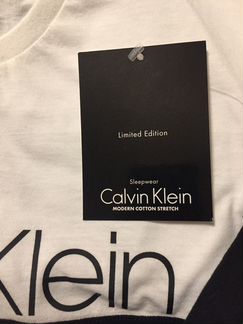 Limited Edition
Sleepwear
Calvin Klein
MODERN COTTON STRETCH
Klein